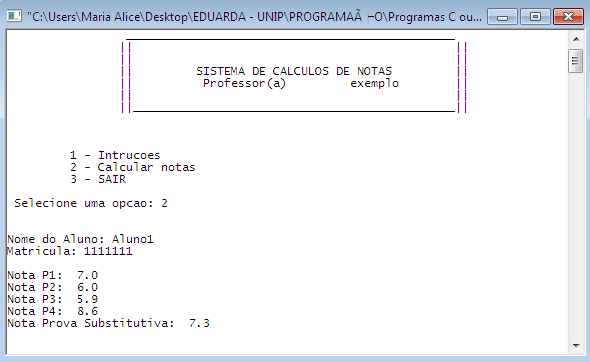 "C:\Users\Maria Alice\Desktop\EDUARDA - UNIP\PROGRAMAÃ├O\Programas C ou...
SISTEMA DE CALCULOS DE NOTAS
Professor(a) exemplo
1 - Intrucoes
2 - Calcular notas
3 - SAIR
Selecione uma opcao: 2
Nome do Aluno: Aluno1
Matricula: 1111111
Nota P1: 7.0
Nota P2: 6.0
Nota P3: 5.9
Nota P4: 8.6
Nota Prova Substitutiva: 7.3